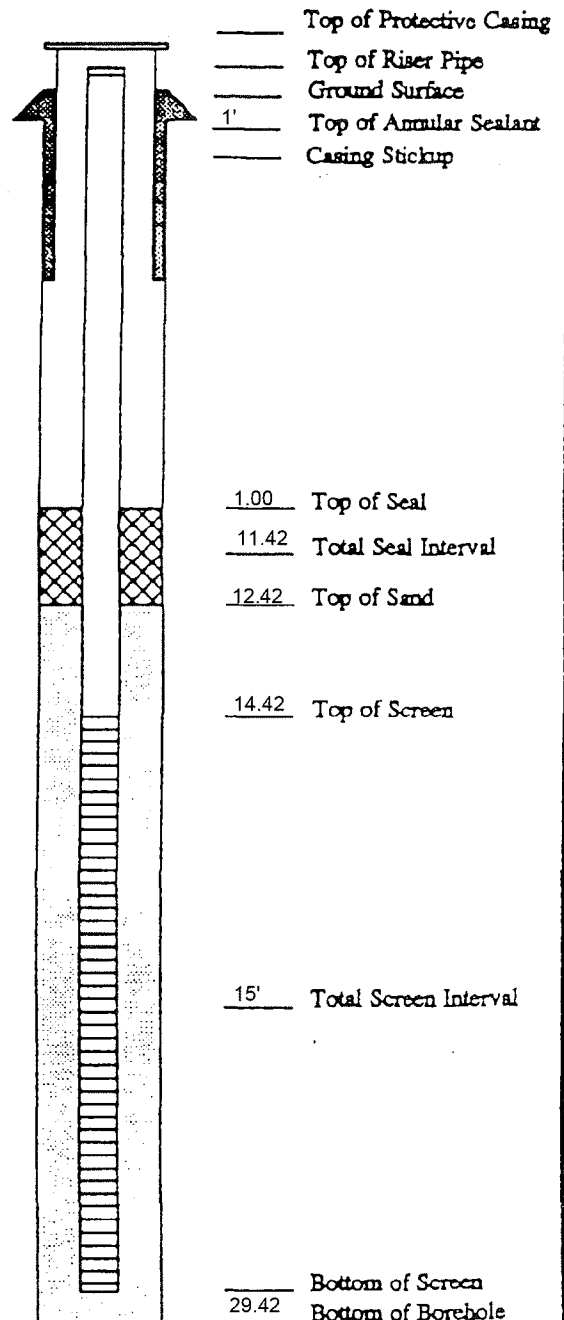 Top of Protective Casing
Top of Riser Pipe
Ground Surface
1' Top of Annular Sealant
Casing Stickup
1.00 Top of Seal
11.42 Total Seal Interval
12.42 Top of Sand
14.42 Top of Screen
15' Total Screen Interval
Bottom of Screen
29.42 Bottom of Borehole